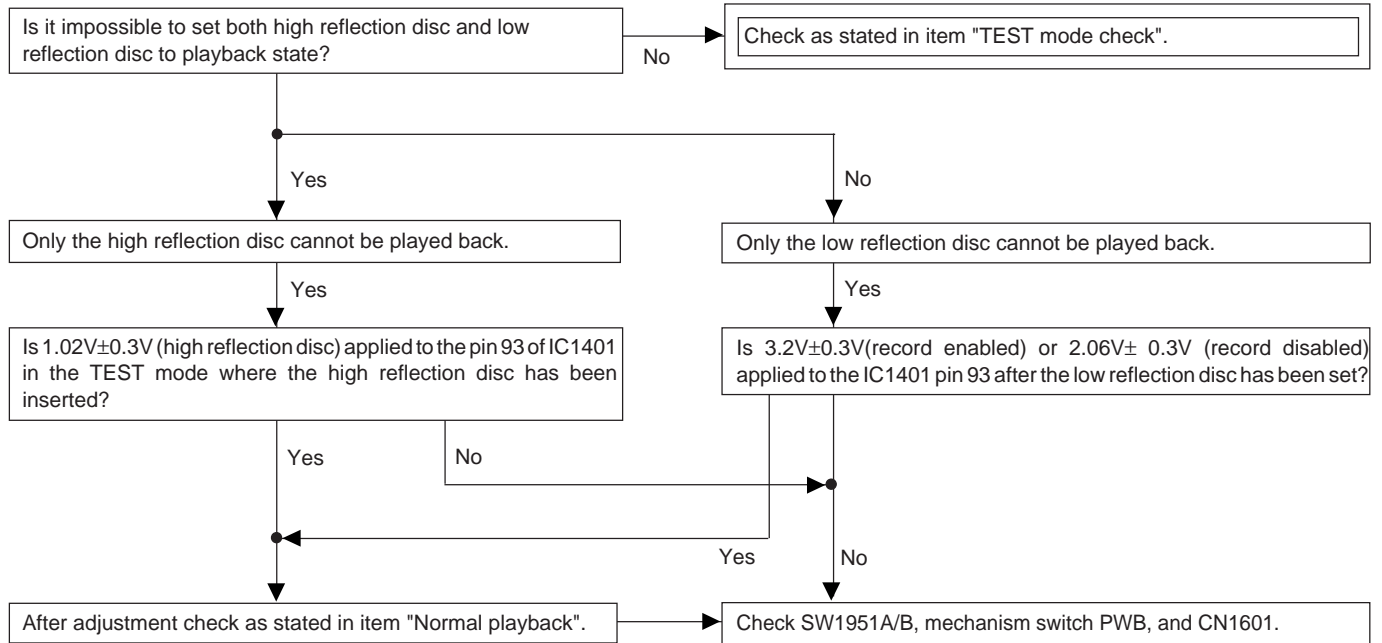 Is it impossible to set both high reflection disc and low
reflection disc to playback state?
No
Check as stated in item "TEST mode check".
Yes
No
Only the high reflection disc cannot be played back.
Only the low reflection disc cannot be played back.
Yes
Yes
Is 1.02V±0.3V (high reflection disc) applied to the pin 93 of IC1401
in the TEST mode where the high reflection disc has been
inserted?
Is 3.2V±0.3V(record enabled) or 2.06V± 0.3V (record disabled)
applied to the IC1401 pin 93 after the low reflection disc has been set?
Yes
No
Yes
No
After adjustment check as stated in item "Normal playback".
Check SW1951A/B, mechanism switch PWB, and CN1601.